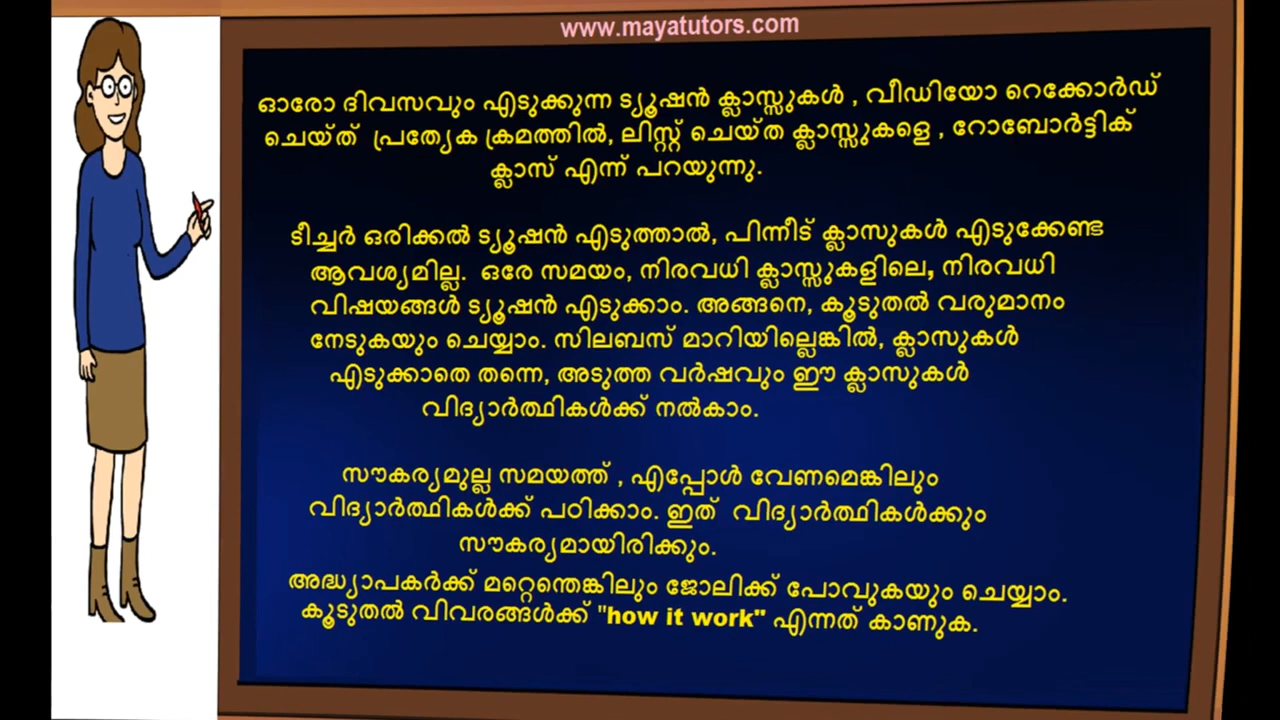 www.mayatutors.com
ഓരോ ദിവസവും എടുക്കുന്ന ട്യൂഷൻ ക്ലാസ്സുകൾ , വീഡിയോ റെക്കോർഡ്
ചെയ്ത് പ്രത്യേക ക്രമത്തിൽ, ലിസ്റ്റ് ചെയ്ത ക്ലാസ്സുകളെ , റോബോർട്ടിക്
ക്ലാസ് എന്ന് പറയുന്നു.
ടീച്ചർ ഒരിക്കൽ ട്യൂഷൻ എടുത്താൽ, പിന്നീട് ക്ലാസുകൾ എടുക്കേണ്ട
ആവശ്യമില്ല. ഒരേ സമയം, നിരവധി ക്ലാസ്സുകളിലെ, നിരവധി
വിഷയങ്ങൾ ട്യൂഷൻ എടുക്കാം. അങ്ങനെ, കൂടുതൽ വരുമാനം
നേടുകയും ചെയ്യാം. സിലബസ് മാറിയില്ലെങ്കിൽ, ക്ലാസുകൾ
എടുക്കാതെ തന്നെ, അടുത്ത വർഷവും ഈ ക്ലാസുകൾ
വിദ്യാർത്ഥികൾക്ക് നൽകാം.
സൗകര്യമുല്ല സമയത്ത് , എപ്പോൾ വേണമെങ്കിലും
വിദ്യാർത്ഥികൾക്ക് പഠിക്കാം. ഇത് വിദ്യാർത്ഥികൾക്കും
സൗകര്യമായിരിക്കും.
അദ്ധ്യാപകർക്ക് മറ്റെന്തെങ്കിലും ജോലിക്ക് പോവുകയും ചെയ്യാം.
കൂടുതൽ വിവരങ്ങൾക്ക് "how it work" എന്നത് കാണുക.